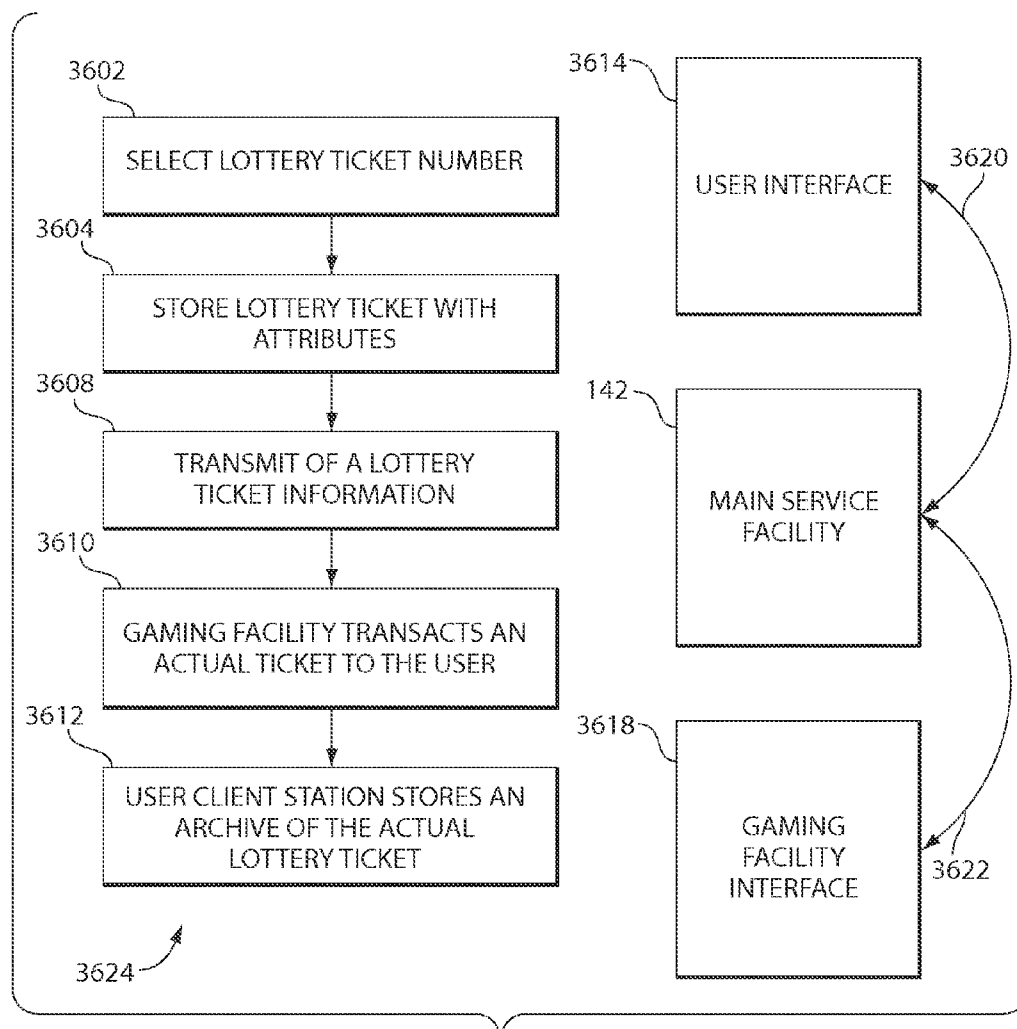 3602
SELECT LOTTERY TICKET NUMBER
3604
STORE LOTTERY TICKET WITH
ATTRIBUTES
3608
TRANSMIT OF A LOTTERY
TICKET INFORMATION
3610
GAMING FACILITY TRANSACTS AN
ACTUAL TICKET TO THE USER
3612
USER CLIENT STATION STORES AN
ARCHIVE OF THE ACTUAL
LOTTERY TICKET
3624
3614
USER INTERFACE
3620
142
MAIN SERVICE
FACILITY
3618
GAMING
FACILITY
INTERFACE
3622